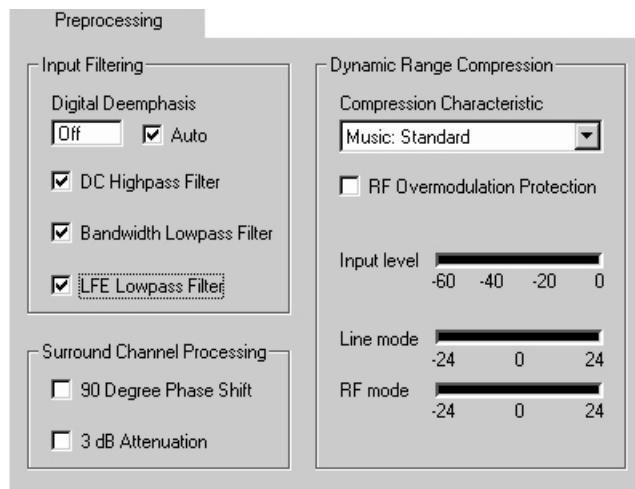 Preprocessing
Input Filtering
Digital Deemphasis
Off Auto
DC Highpass Filter
Bandwidth Lowpass Filter
LFE Lowpass Filter
Surround Channel Processing
90 Degree Phase Shift
3 dB Attenuation
Dynamic Range Compression
Compression Characteristic
Music: Standard
RF Overmodulation Protection
Input level
-60 -40 -20 0
Line mode
-24 0 24
RF mode
-24 0 24